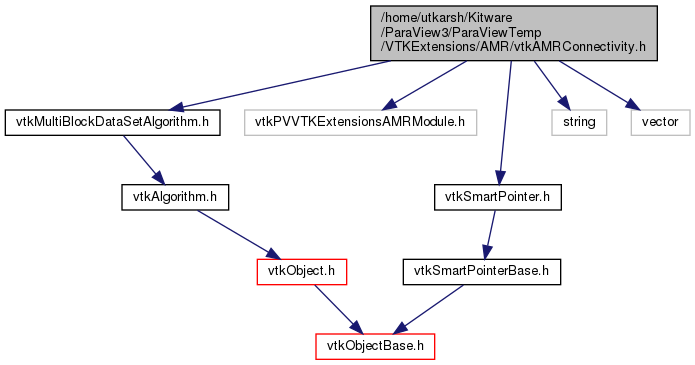 /home/utkarsh/Kitware
/ParaView3/ParaViewTemp
/VTKExtensions/AMR/vtkAMRConnectivity.h
vtkMultiBlockDataSetAlgorithm.h
vtkPVVTKExtensionsAMRModule.h
string
vector
vtkAlgorithm.h
vtkSmartPointer.h
vtkObject.h
vtkSmartPointerBase.h
vtkObjectBase.h